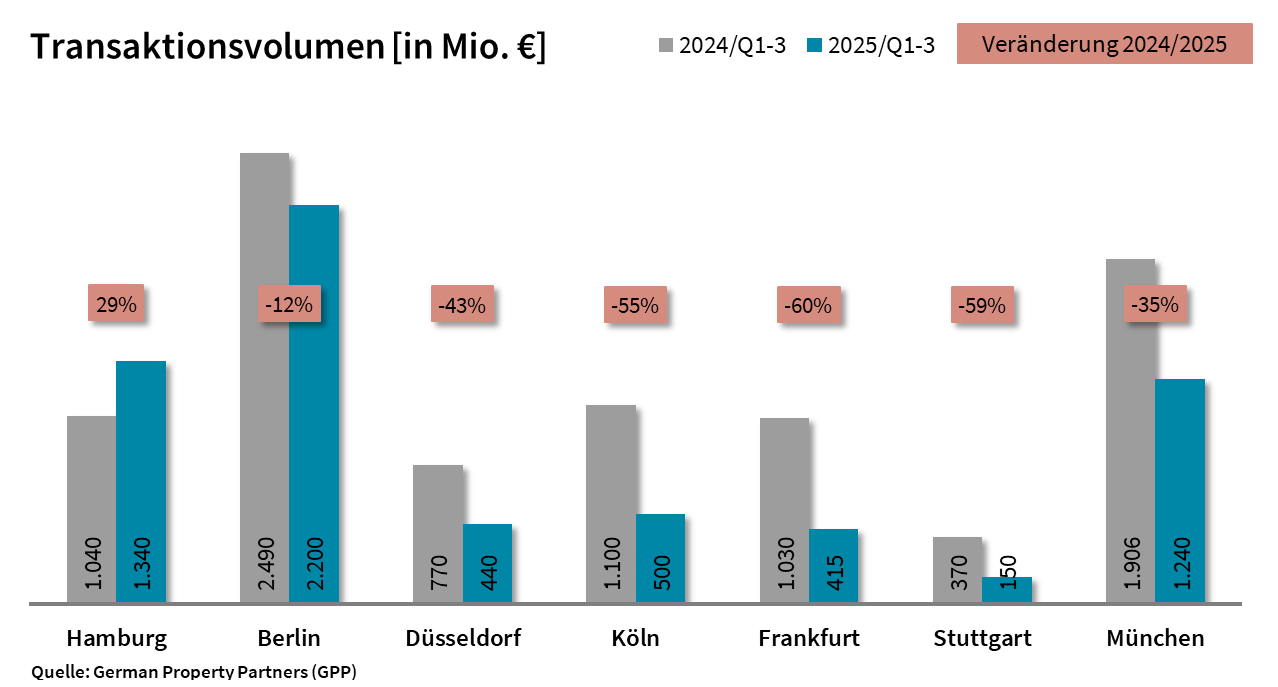 Transaktionsvolumen [in Mio. €]
2024/Q1-3
2025/Q1-3
Veränderung 2024/2025
29%
-12%
-43%
-55%
-60%
-59%
-35%
1.040
1.340
2.490
2.200
770
440
1.100
500
1.030
415
370
150
1.906
1.240
Hamburg
Berlin
Düsseldorf
Köln
Frankfurt
Stuttgart
München
Quelle: German Property Partners (GPP)